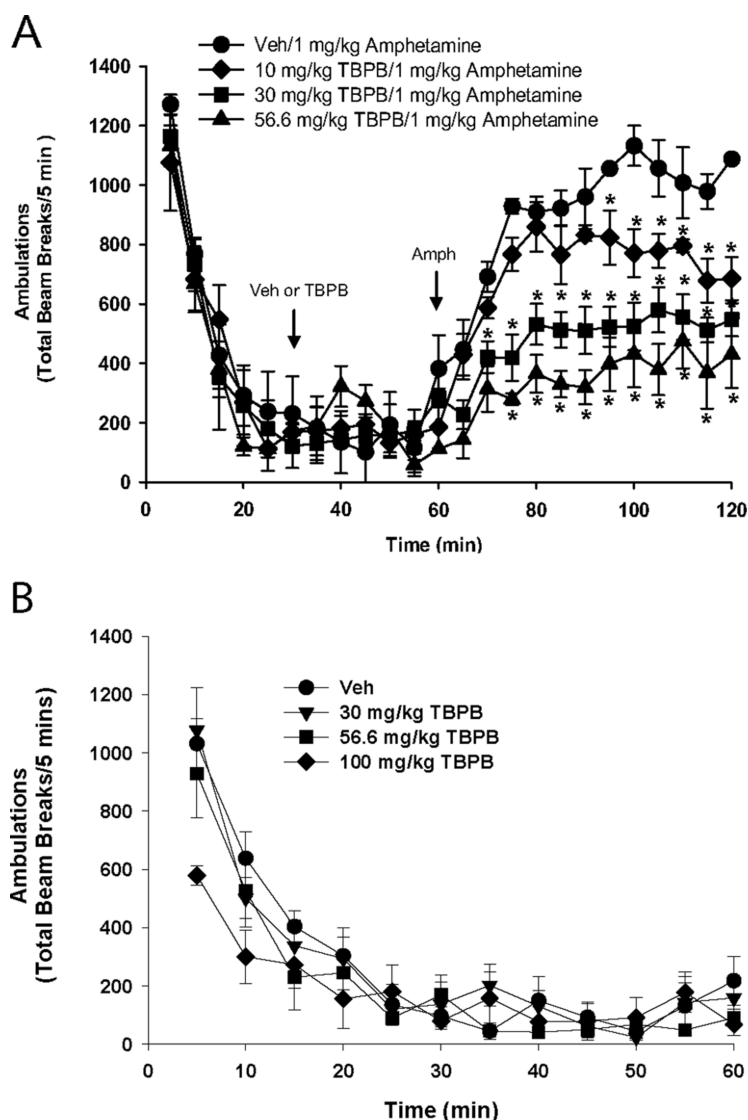 A
Veh/1 mg/kg Amphetamine
10 mg/kg TBPB/1 mg/kg Amphetamine
30 mg/kg TBPB/1 mg/kg Amphetamine
56.6 mg/kg TBPB/1 mg/kg Amphetamine
Ambulations
(Total Beam Breaks/5 min)
1400
1200
1000
800
600
400
200
0
Veh or TBPB
Amph
* * * * * *
* * * * * * * * * * *
* * * * * * * * * *
0 20 40 60 80 100 120
Time (min)
B
Veh
30 mg/kg TBPB
56.6 mg/kg TBPB
100 mg/kg TBPB
Ambulations
(Total Beam Breaks/5 mins)
1400
1200
1000
800
600
400
200
0
0 10 20 30 40 50 60
Time (min)